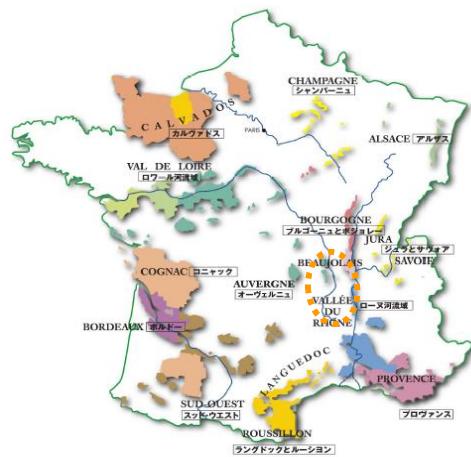 CHAMPAGNE
シャンパーニュ
CALVADOS
カルヴァドス
PARIS
ALSACE アルザス
VAL DE LOIRE
ロワール河流域
BOURGOGNE
ブルゴーニュとボジョレー
JURA
ジュラとサヴォア
SAVOIE
BEAUJOLAIS
COGNAC コニャック
AUVERGNE
オーヴェルニュ
VALLÉE
DU
RHÔNE
ローヌ河流域
BORDEAUX ボルドー
LANGUEDOC
PROVENCE
プロヴァンス
SUD-OUEST
スッド・ウエスト
ROUSSILLON
ラングドックとルーション